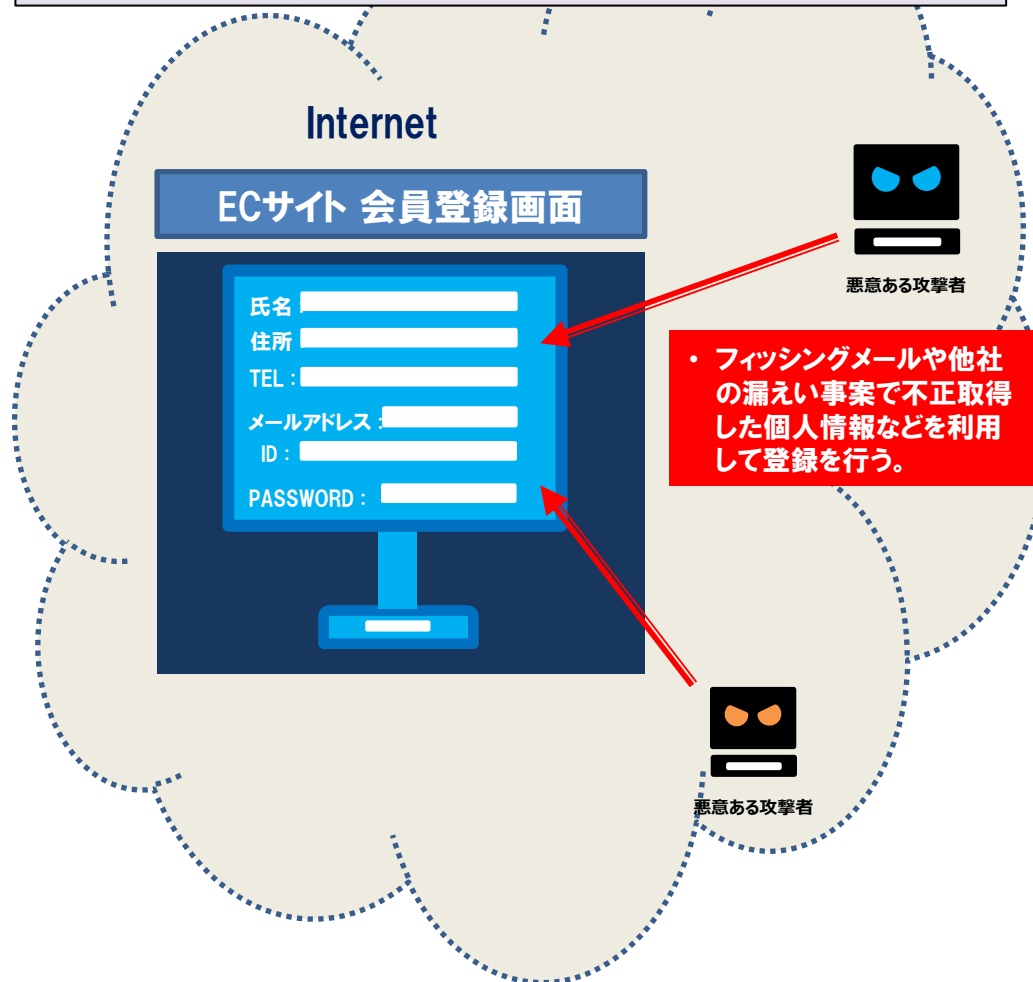 Internet
ECサイト 会員登録画面
悪意ある攻撃者
氏名：
住所
TEL：
メールアドレス：
ID：
PASSWORD：
・ フィッシングメールや他社
の漏えい事案で不正取得
した個人情報などを利用
して登録を行う。
悪意ある攻撃者